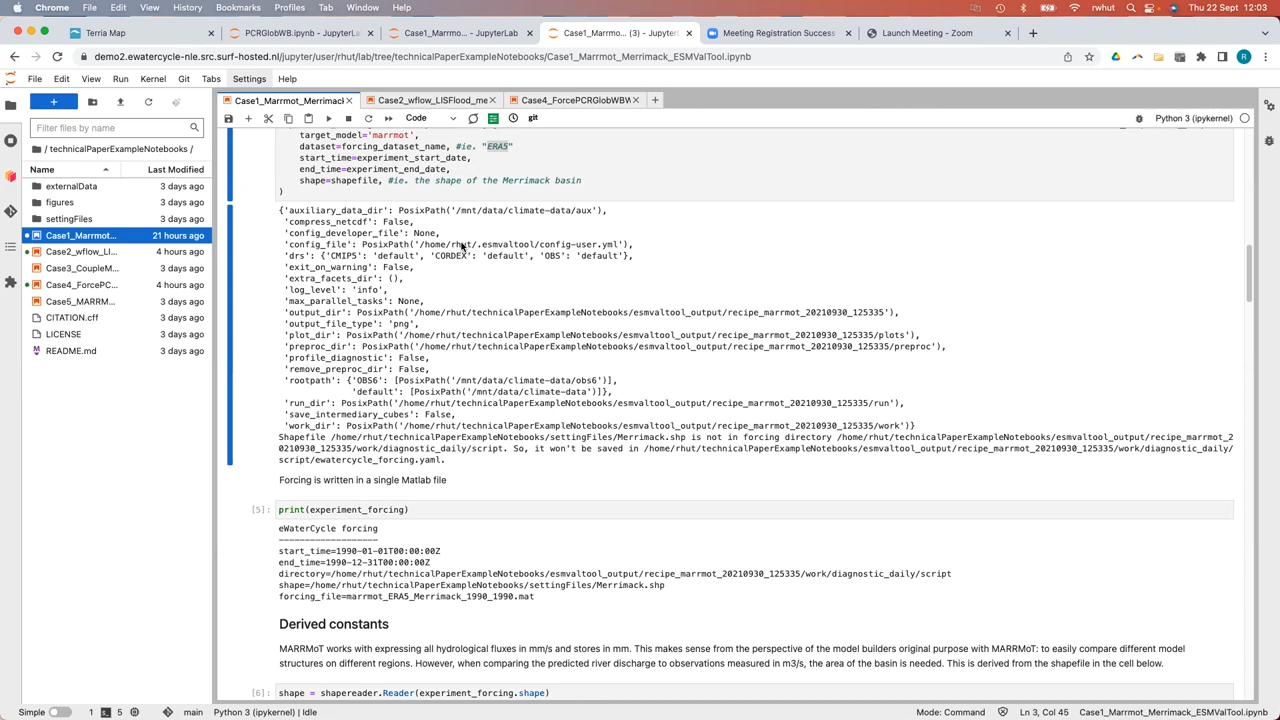 Chrome File Edit View History Bookmarks Profiles Tab Window Help rwhut Thu 22 Sept 12:03
Terria Map PCRGlobWB.ipynb - JupyterLab Case1_Marrmo... - JupyterLab Case1_Marrmo... (3) - Jupyter Meeting Registration Success Launch Meeting - Zoom
demo2.ewatercycle-nle.src.surf-hosted.nl/jupyter/user/rhut/lab/tree/technicalPaperExampleNotebooks/Case1_Marrmot_Merrimack_ESMValTool.ipynb
File Edit View Run Kernel Git Tabs Settings Help
Case1_Marrmot_Merrimack Case2_wflow_LISFlood_me Case4_ForcePCRGlobWBW
Code git Python 3 (ipykernel)
Filter files by name
/ technicalPaperExampleNotebooks /
Name Last Modified
externalData 3 days ago
figures 3 days ago
settingFiles 3 days ago
Case1_Marrmot... 21 hours ago
Case2_wflow_LI... 4 hours ago
Case3_CoupleM... 3 days ago
Case4_ForcePC... 4 hours ago
Case5_MARRM... 3 days ago
CITATION.cff 3 days ago
LICENSE 3 days ago
README.md 3 days ago
target_model='marrmot',
dataset=forcing_dataset_name, #ie. "ERA5"
start_time=experiment_start_date,
end_time=experiment_end_date,
shape=shapefile, #ie. the shape of the Merrimack basin
)
{'auxiliary_data_dir': PosixPath('/mnt/data/climate-data/aux'),
'compress_netcdf': False,
'config_developer_file': None,
'config_file': PosixPath('/home/rhut/.esmvaltool/config-user.yml'),
'drs': {'CMIP5': 'default', 'CORDEX': 'default', 'OBS': 'default'},
'exit_on_warning': False,
'extra_facets_dir': (),
'log_level': 'info',
'max_parallel_tasks': None,
'output_dir': PosixPath('/home/rhut/technicalPaperExampleNotebooks/esmvaltool_output/recipe_marrmot_20210930_125335'),
'output_file_type': 'png',
'plot_dir': PosixPath('/home/rhut/technicalPaperExampleNotebooks/esmvaltool_output/recipe_marrmot_20210930_125335/plots'),
'preproc_dir': PosixPath('/home/rhut/technicalPaperExampleNotebooks/esmvaltool_output/recipe_marrmot_20210930_125335/preproc'),
'profile_diagnostic': False,
'remove_preproc_dir': False,
'rootpath': {'OBS6': [PosixPath('/mnt/data/climate-data/obs6')],
'default': [PosixPath('/mnt/data/climate-data')]},
'run_dir': PosixPath('/home/rhut/technicalPaperExampleNotebooks/esmvaltool_output/recipe_marrmot_20210930_125335/run'),
'save_intermediary_cubes': False,
'work_dir': PosixPath('/home/rhut/technicalPaperExampleNotebooks/esmvaltool_output/recipe_marrmot_20210930_125335/work')}
Shapefile /home/rhut/technicalPaperExampleNotebooks/settingFiles/Merrimack.shp is not in forcing directory /home/rhut/technicalPaperExampleNotebooks/esmvaltool_output/recipe_marrmot_2
0210930_125335/work/diagnostic_daily/script. So, it won't be saved in /home/rhut/technicalPaperExampleNotebooks/esmvaltool_output/recipe_marrmot_20210930_125335/work/diagnostic_daily/
script/ewatercycle_forcing.yaml.
Forcing is written in a single Matlab file
[5]: print(experiment_forcing)
eWaterCycle forcing
-------------------
start_time=1990-01-01T00:00:00Z
end_time=1990-12-31T00:00:00Z
directory=/home/rhut/technicalPaperExampleNotebooks/esmvaltool_output/recipe_marrmot_20210930_125335/work/diagnostic_daily/script
shape=/home/rhut/technicalPaperExampleNotebooks/settingFiles/Merrimack.shp
forcing_file=marrmot_ERA5_Merrimack_1990_1990.mat
Derived constants
MARRMoT works with expressing all hydrological fluxes in mm/s and stores in mm. This makes sense from the perspective of the model builders original purpose with MARRMoT: to easily compare different model
structures on different regions. However, when comparing the predicted river discharge to observations measured in m3/s, the area of the basin is needed. This is derived from the shapefile in the cell below.
[6]: shape = shapereader.Reader(experiment_forcing.shape)
Simple 1 5 main Python 3 (ipykernel) | Idle Mode: Command Ln 3, Col 45 Case1_Marrmot_Merrimack_ESMValTool.ipynb